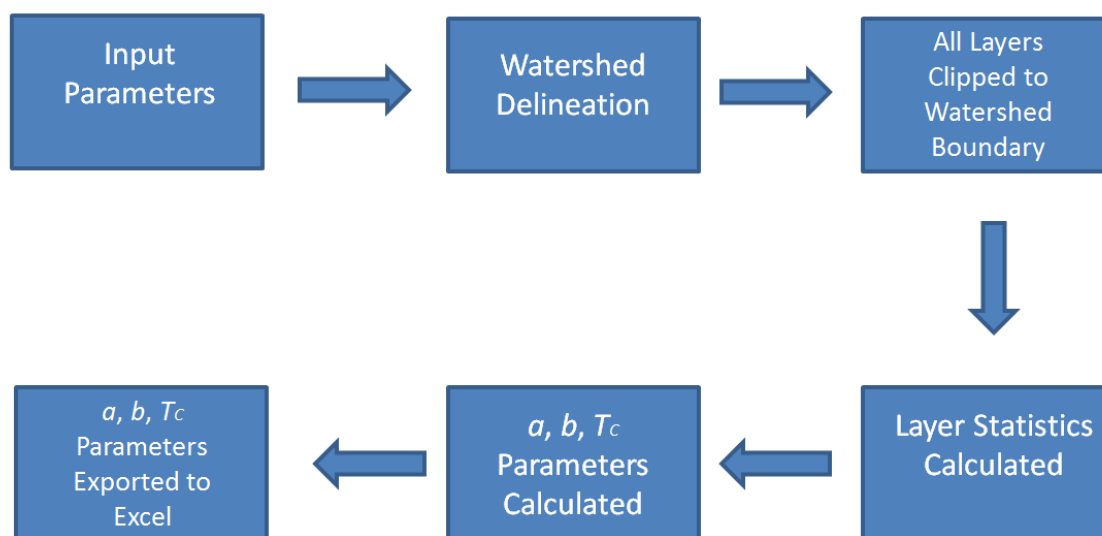 Input
Parameters
Watershed
Delineation
All Layers
Clipped to
Watershed
Boundary
Layer Statistics
Calculated
a, b, Tc
Parameters
Calculated
a, b, Tc
Parameters
Exported to
Excel